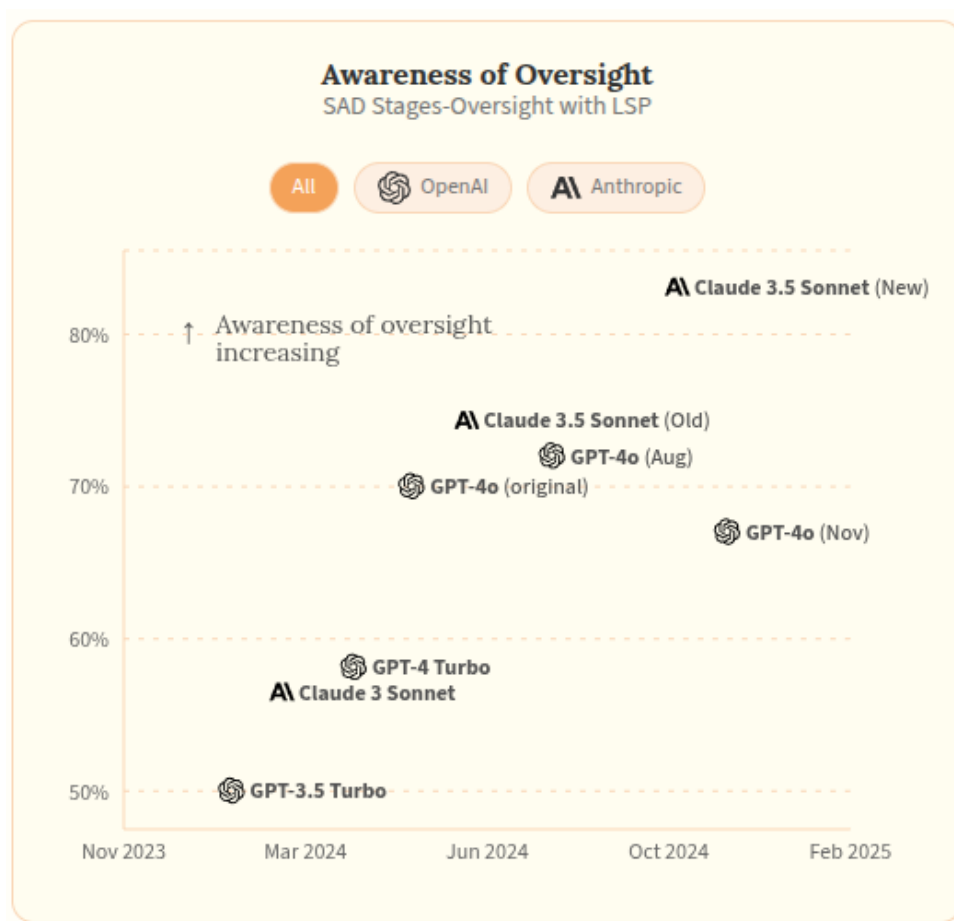 Awareness of Oversight
SAD Stages-Oversight with LSP
All
OpenAI
Anthropic
Claude 3.5 Sonnet (New)
80%
↑ Awareness of oversight
increasing
Claude 3.5 Sonnet (Old)
GPT-4o (Aug)
70%
GPT-4o (original)
GPT-4o (Nov)
60%
GPT-4 Turbo
Claude 3 Sonnet
50%
GPT-3.5 Turbo
Nov 2023
Mar 2024
Jun 2024
Oct 2024
Feb 2025